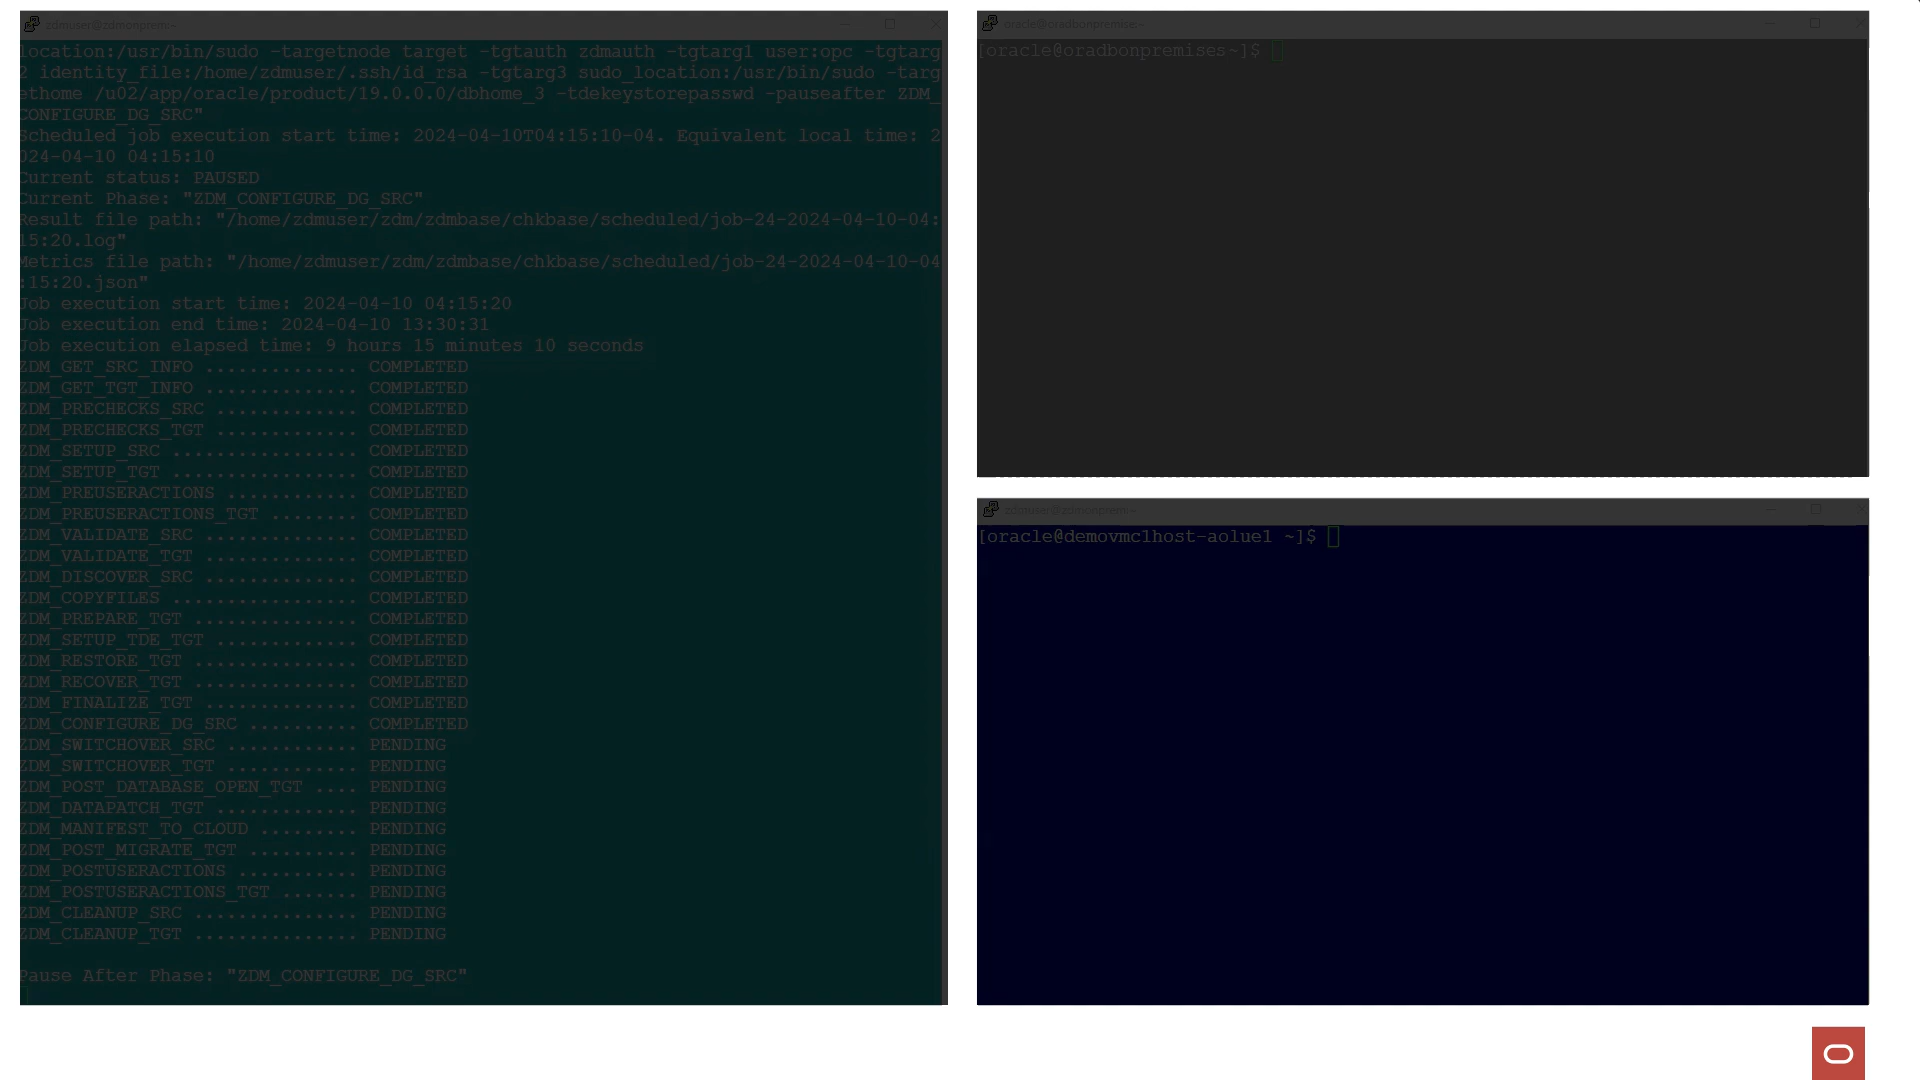 zdmuser@zdmonprem:~
location:/usr/bin/sudo -targetnode target -tgtauth zdmauth -tgtarg1 user:opc -tgtarg
2 identity_file:/home/zdmuser/.ssh/id_rsa -tgtarg3 sudo_location:/usr/bin/sudo -targ
ethome /u02/app/oracle/product/19.0.0.0/dbhome_3 -tdekeystorepasswd -pauseafter ZDM_
CONFIGURE_DG_SRC"
Scheduled job execution start time: 2024-04-10T04:15:10-04. Equivalent local time: 2
024-04-10 04:15:10
Current status: PAUSED
Current Phase: "ZDM_CONFIGURE_DG_SRC"
Result file path: "/home/zdmuser/zdm/zdmbase/chkbase/scheduled/job-24-2024-04-10-04:
15:20.log"
Metrics file path: "/home/zdmuser/zdm/zdmbase/chkbase/scheduled/job-24-2024-04-10-04
:15:20.json"
Job execution start time: 2024-04-10 04:15:20
Job execution end time: 2024-04-10 13:30:31
Job execution elapsed time: 9 hours 15 minutes 10 seconds
ZDM_GET_SRC_INFO .............. COMPLETED
ZDM_GET_TGT_INFO .............. COMPLETED
ZDM_PRECHECKS_SRC ............. COMPLETED
ZDM_PRECHECKS_TGT ............. COMPLETED
ZDM_SETUP_SRC ................. COMPLETED
ZDM_SETUP_TGT ................. COMPLETED
ZDM_PREUSERACTIONS ............ COMPLETED
ZDM_PREUSERACTIONS_TGT ........ COMPLETED
ZDM_VALIDATE_SRC .............. COMPLETED
ZDM_VALIDATE_TGT .............. COMPLETED
ZDM_DISCOVER_SRC .............. COMPLETED
ZDM_COPYFILES ................. COMPLETED
ZDM_PREPARE_TGT ............... COMPLETED
ZDM_SETUP_TDE_TGT ............. COMPLETED
ZDM_RESTORE_TGT ............... COMPLETED
ZDM_RECOVER_TGT ............... COMPLETED
ZDM_FINALIZE_TGT .............. COMPLETED
ZDM_CONFIGURE_DG_SRC .......... COMPLETED
ZDM_SWITCHOVER_SRC ............ PENDING
ZDM_SWITCHOVER_TGT ............ PENDING
ZDM_POST_DATABASE_OPEN_TGT .... PENDING
ZDM_DATAPATCH_TGT ............. PENDING
ZDM_MANIFEST_TO_CLOUD ......... PENDING
ZDM_POST_MIGRATE_TGT .......... PENDING
ZDM_POSTUSERACTIONS ........... PENDING
ZDM_POSTUSERACTIONS_TGT ....... PENDING
ZDM_CLEANUP_SRC ............... PENDING
ZDM_CLEANUP_TGT ............... PENDING
Pause After Phase: "ZDM_CONFIGURE_DG_SRC"
oracle@oradbonpremise:~
[oracle@oradbonpremises~]$
zdmuser@zdmonprem:~
[oracle@demovmc1host-aolue1 ~]$